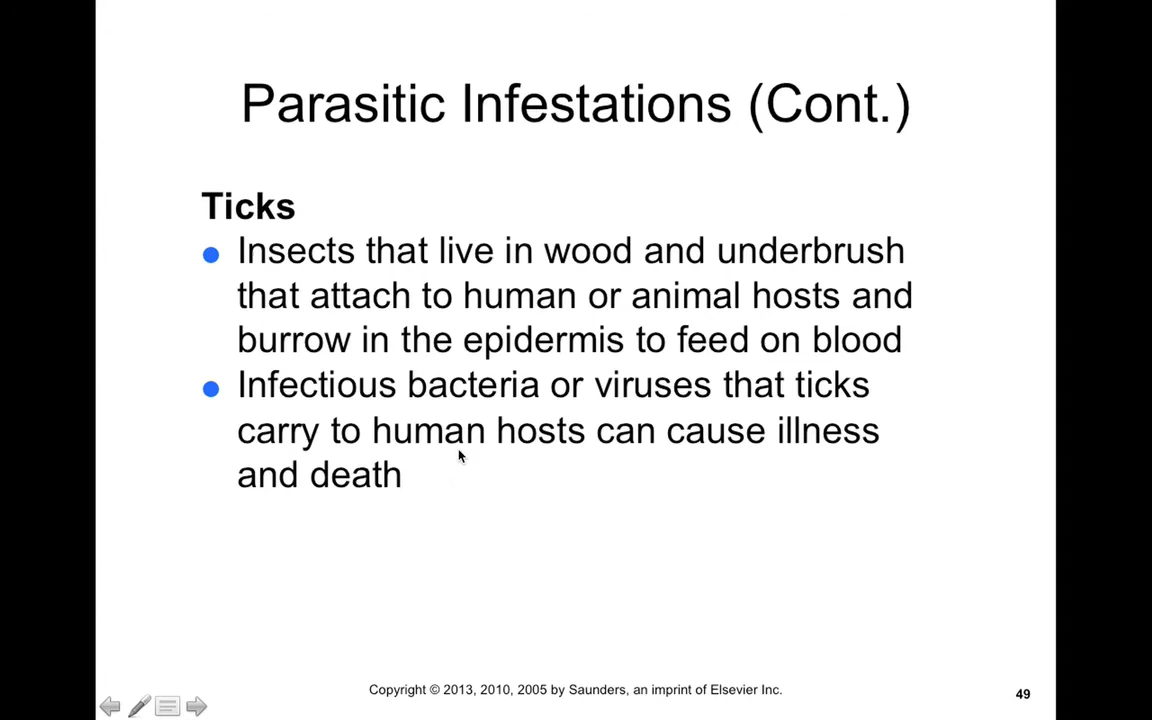 Parasitic Infestations (Cont.)
Ticks
Insects that live in wood and underbrush
that attach to human or animal hosts and
burrow in the epidermis to feed on blood
Infectious bacteria or viruses that ticks
carry to human hosts can cause illness
and death
Copyright © 2013, 2010, 2005 by Saunders, an imprint of Elsevier Inc.
49